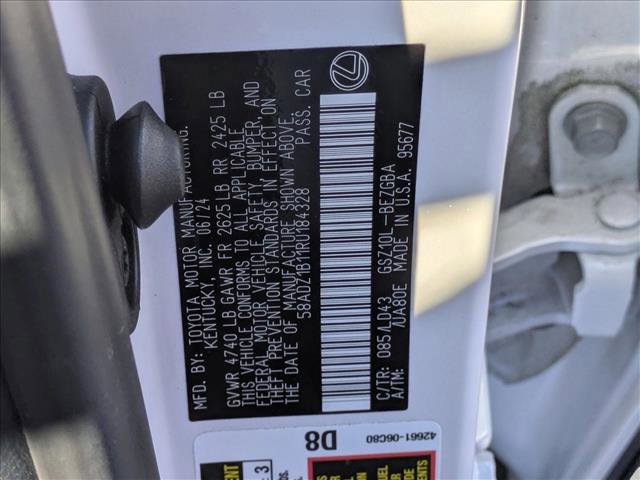 MFD. BY: TOYOTA MOTOR MANUFACTURING.
KENTUCKY, INC. 06/24
GVWR 4740 LB GAWR FR 2625 LB RR 2425 LB
THIS VEHICLE CONFORMS TO ALL APPLICABLE
FEDERAL MOTOR VEHICLE SAFETY, BUMPER, AND
THEFT PREVENTION STANDARDS IN EFFECT ON
THE DATE OF MANUFACTURE SHOWN ABOVE.
58ADZ1B11RU184328 PASS. CAR
C/TR: 085/LD43 GSZ10L-BEZGBA
A/TM: /UA80E MADE IN U.S.A. 95677
D8
42661-06C80
3
FUEL